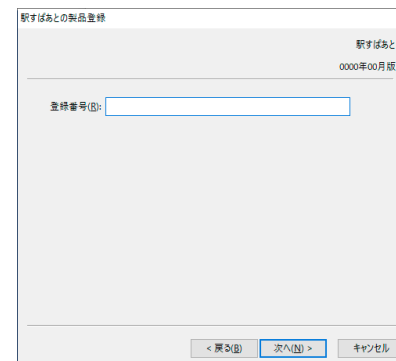 駅すぱあとの製品登録
駅すぱあと
0000年00月版
登録番号(R):
< 戻る(B) 次へ(N) > キャンセル